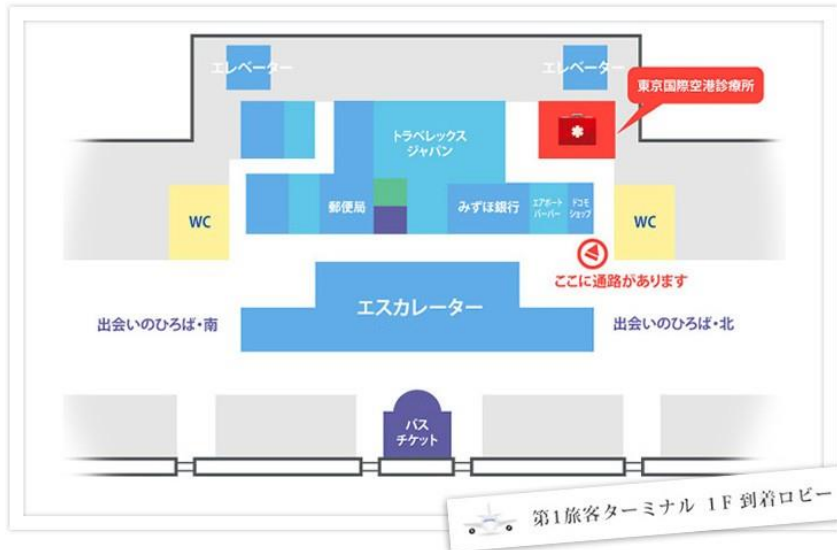 エレベーター
エレベーター
東京国際空港診療所
トラベレックス
ジャパン
WC
郵便局
みずほ銀行
エアポート
バーバー
ドコモ
ショップ
WC
ここに通路があります
エスカレーター
出会いのひろば・南
出会いのひろば・北
バス
チケット
第1旅客ターミナル 1F 到着ロビー